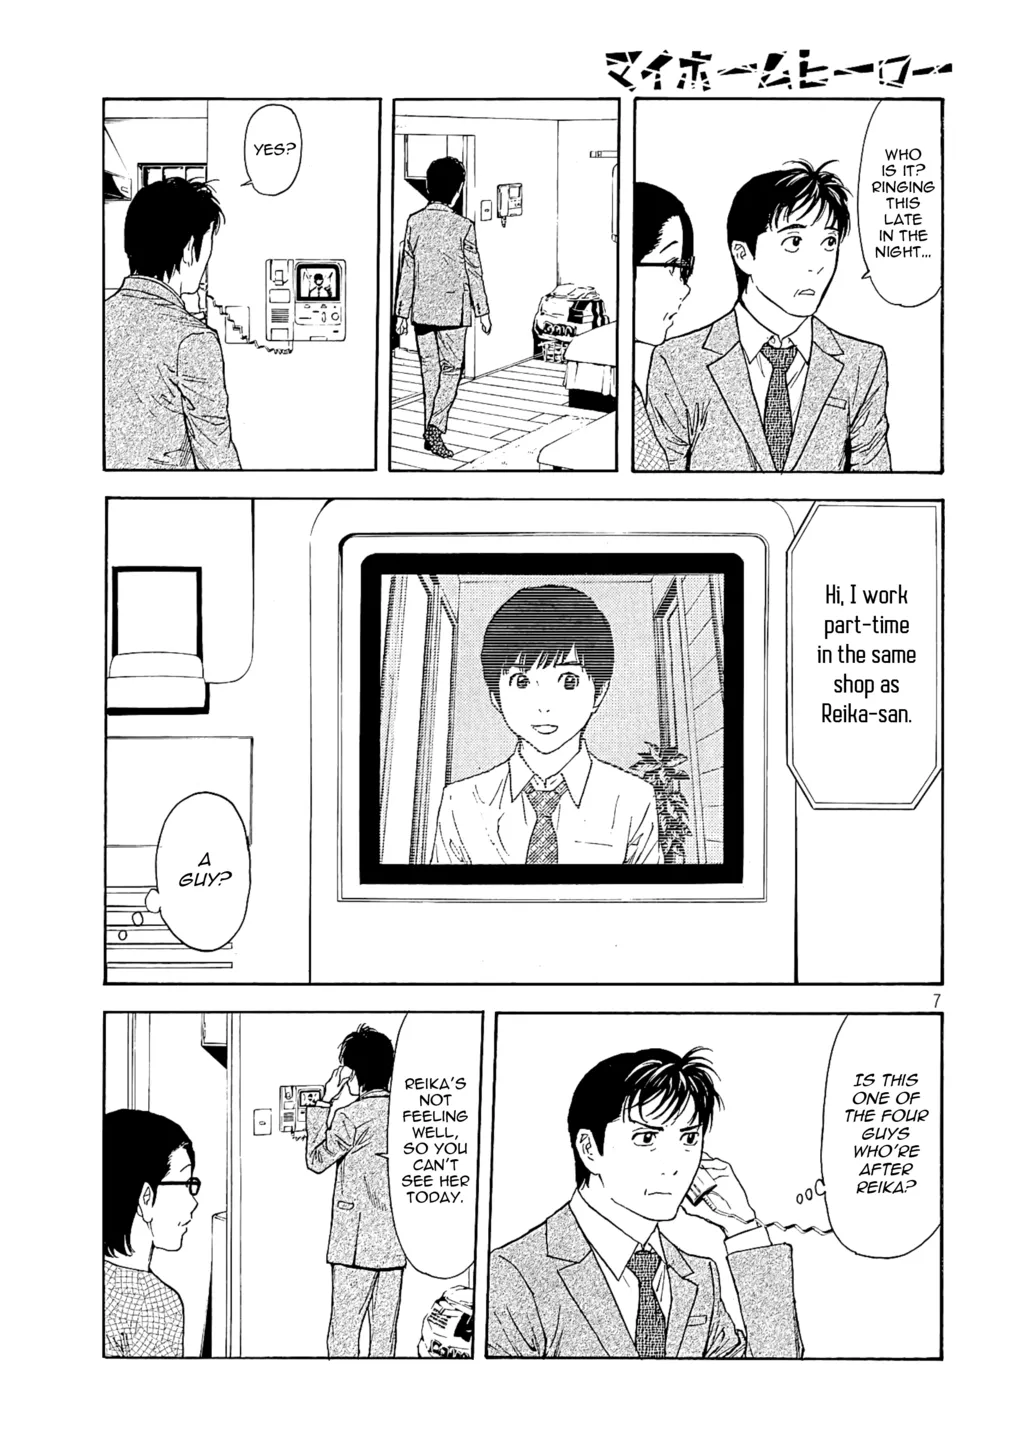 マイホームヒーロー
WHO
IS IT?
RINGING
THIS
LATE
IN THE
NIGHT...
YES?
Hi, I work
part-time
in the same
shop as
Reika-san.
A
GUY?
7
IS THIS
ONE OF
THE FOUR
GUYS
WHO'RE
AFTER
REIKA?
REIKA'S
NOT
FEELING
WELL,
SO YOU
CAN'T
SEE HER
TODAY.